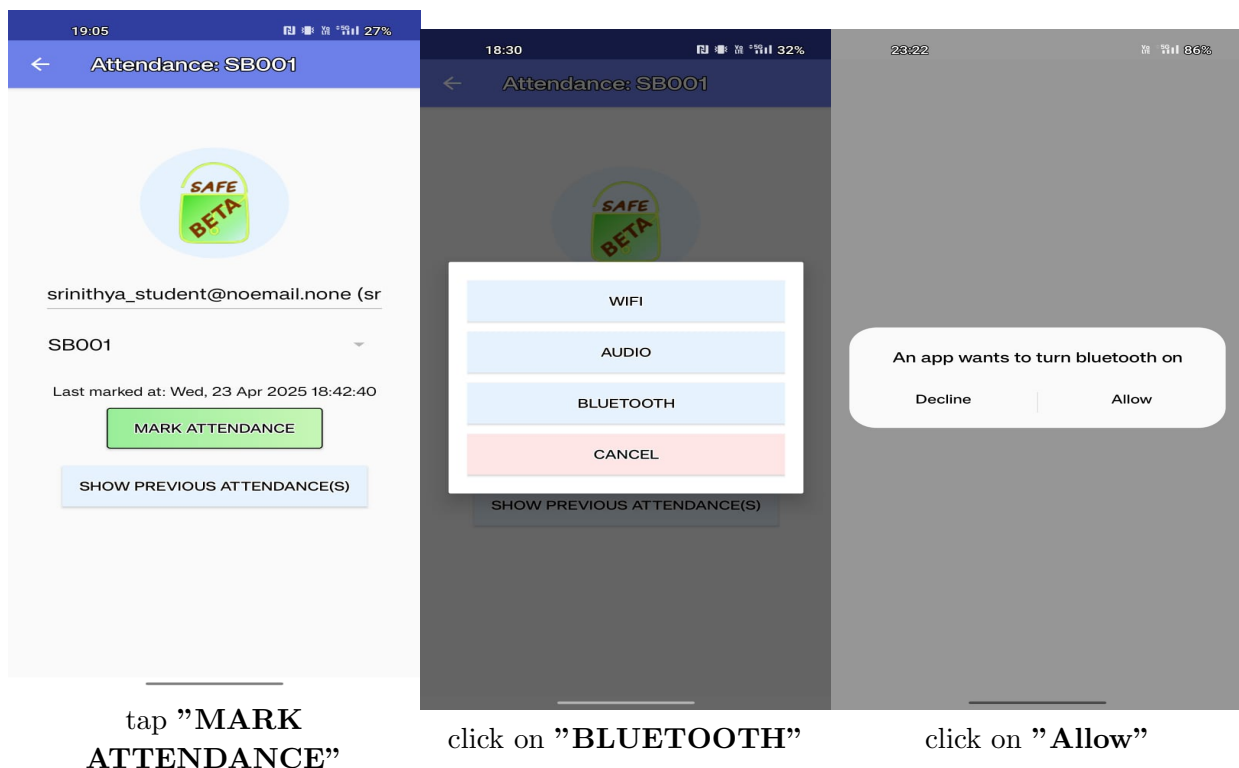 19:05
27%
Attendance: SB001
SAFE
BETA
srinithya_student@noemail.none (sr
SB001
Last marked at: Wed, 23 Apr 2025 18:42:40
MARK ATTENDANCE
SHOW PREVIOUS ATTENDANCE(S)
tap ”MARK
ATTENDANCE”
18:30
32%
Attendance: SB001
SAFE
BETA
WIFI
AUDIO
BLUETOOTH
CANCEL
SHOW PREVIOUS ATTENDANCE(S)
click on ”BLUETOOTH”
23:22
86%
An app wants to turn bluetooth on
Decline
Allow
click on ”Allow”